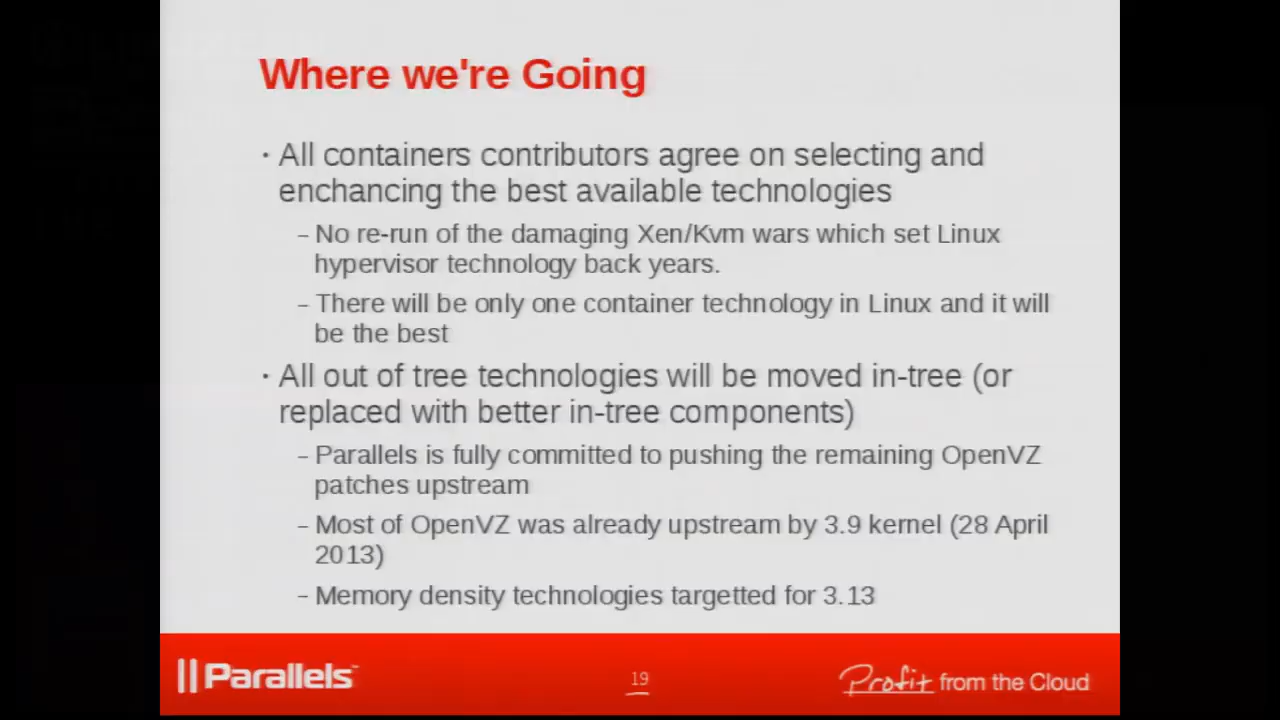 Where we're Going
· All containers contributors agree on selecting and
enchancing the best available technologies
– No re-run of the damaging Xen/Kvm wars which set Linux
hypervisor technology back years.
– There will be only one container technology in Linux and it will
be the best
· All out of tree technologies will be moved in-tree (or
replaced with better in-tree components)
– Parallels is fully committed to pushing the remaining OpenVZ
patches upstream
– Most of OpenVZ was already upstream by 3.9 kernel (28 April
2013)
– Memory density technologies targetted for 3.13
Parallels™
19
Profit from the Cloud